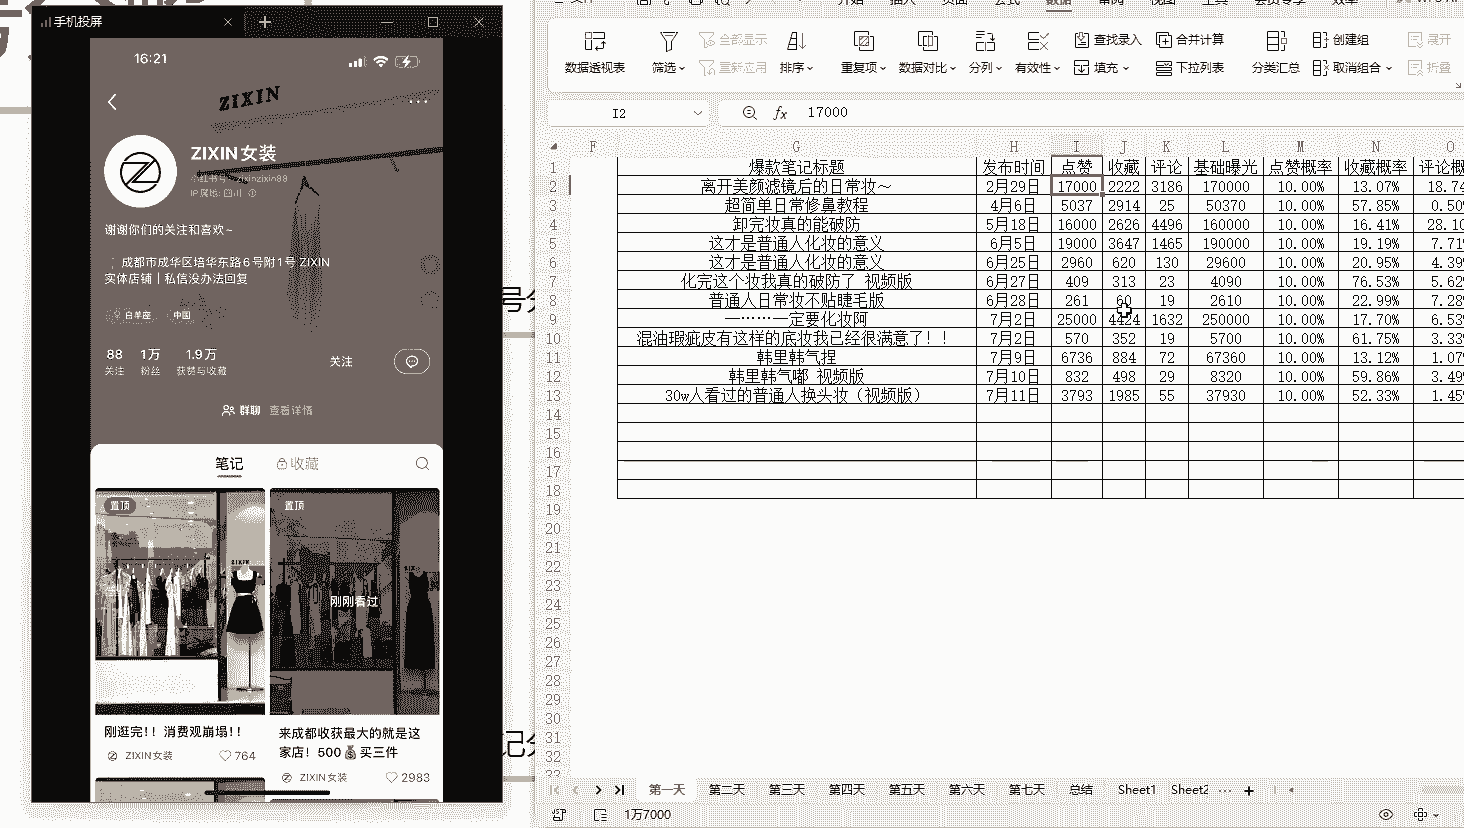 手机投屏
16:21
ZIXIN
ZIXIN女装
谢谢你们的关注和喜欢~
成都市成华区培华东路6号附1号 ZIXIN
实体店铺 | 私信没办法回复
白羊座 中国
88 1万 1.9万
关注 粉丝 获赞与收藏 关注
群聊 查看详情
笔记 收藏
置顶 置顶
ZIXIN
刚刚看过
刚逛完!! 消费观崩塌!!
ZIXIN女装 764
来成都收获最大的就是这
家店! 500💰买三件
ZIXIN女装 2983
数据透视表 筛选 全部显示 重新应用 排序 重复项 数据对比 分列 有效性 查找录入 填充 合并计算 下拉列表 分类汇总 创建组 取消组合 展开 折叠
I2 fx 17000
F G H I J K L M N O
1 爆款笔记标题 发布时间 点赞 收藏 评论 基础曝光 点赞概率 收藏概率 评论概
2 离开美颜滤镜后的日常妆~ 2月29日 17000 2222 3186 170000 10.00% 13.07% 18.74
3 超简单日常修鼻教程 4月6日 5037 2914 25 50370 10.00% 57.85% 0.50
4 卸完妆真的能破防 5月18日 16000 2626 4496 160000 10.00% 16.41% 28.10
5 这才是普通人化妆的意义 6月5日 19000 3647 1465 190000 10.00% 19.19% 7.71
6 这才是普通人化妆的意义 6月25日 2960 620 130 29600 10.00% 20.95% 4.39
7 化完这个妆我真的破防了 视频版 6月27日 409 313 23 4090 10.00% 76.53% 5.62
8 普通人日常妆不贴睫毛版 6月28日 261 60 19 2610 10.00% 22.99% 7.28
9 一········一定要化妆阿 7月2日 25000 4424 1632 250000 10.00% 17.70% 6.53
10 混油瑕疵皮有这样的底妆我已经很满意了!! 7月2日 570 352 19 5700 10.00% 61.75% 3.33
11 韩里韩气捏 7月9日 6736 884 72 67360 10.00% 13.12% 1.07
12 韩里韩气嘟 视频版 7月10日 832 498 29 8320 10.00% 59.86% 3.49
13 30w人看过的普通人换头妆（视频版） 7月11日 3793 1985 55 37930 10.00% 52.33% 1.45
14
15
16
17
18
19
20
21
22
23
24
25
26
27
28
29
30
31
32
第一天 第二天 第三天 第四天 第五天 第六天 第七天 总结 Sheet1 Sheet2 ··· +
1万7000